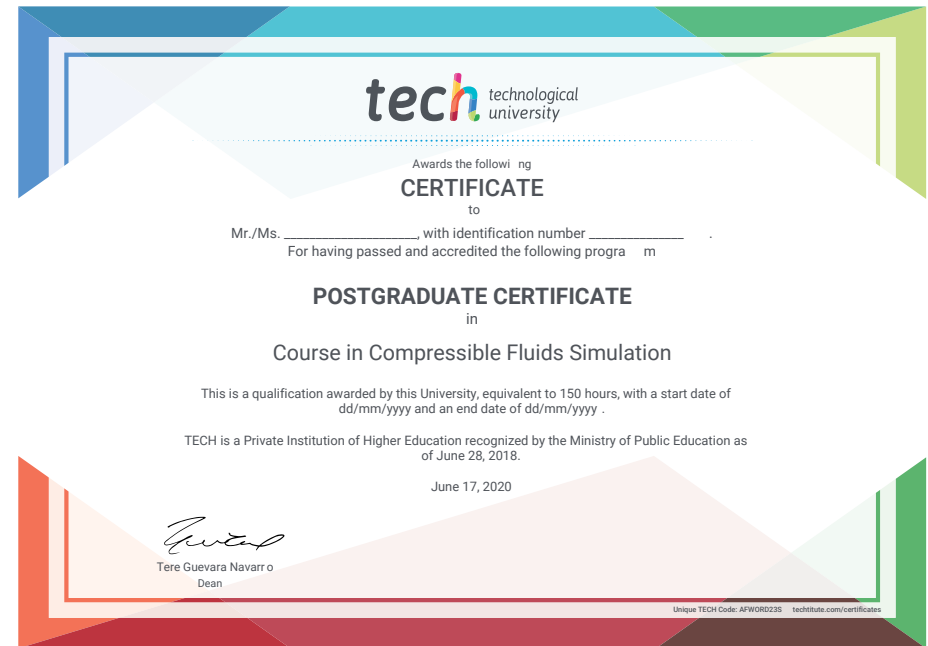 tech technological
university
Awards the followi ng
CERTIFICATE
to
Mr./Ms. ___________________, with identification number ______________ .
For having passed and accredited the following progra m
POSTGRADUATE CERTIFICATE
in
Course in Compressible Fluids Simulation
This is a qualification awarded by this University, equivalent to 150 hours, with a start date of
dd/mm/yyyy and an end date of dd/mm/yyyy .
TECH is a Private Institution of Higher Education recognized by the Ministry of Public Education as
of June 28, 2018.
June 17, 2020
Tere Guevara Navarr o
Dean
Unique TECH Code: AFWORD23S techtitute.com/certificates